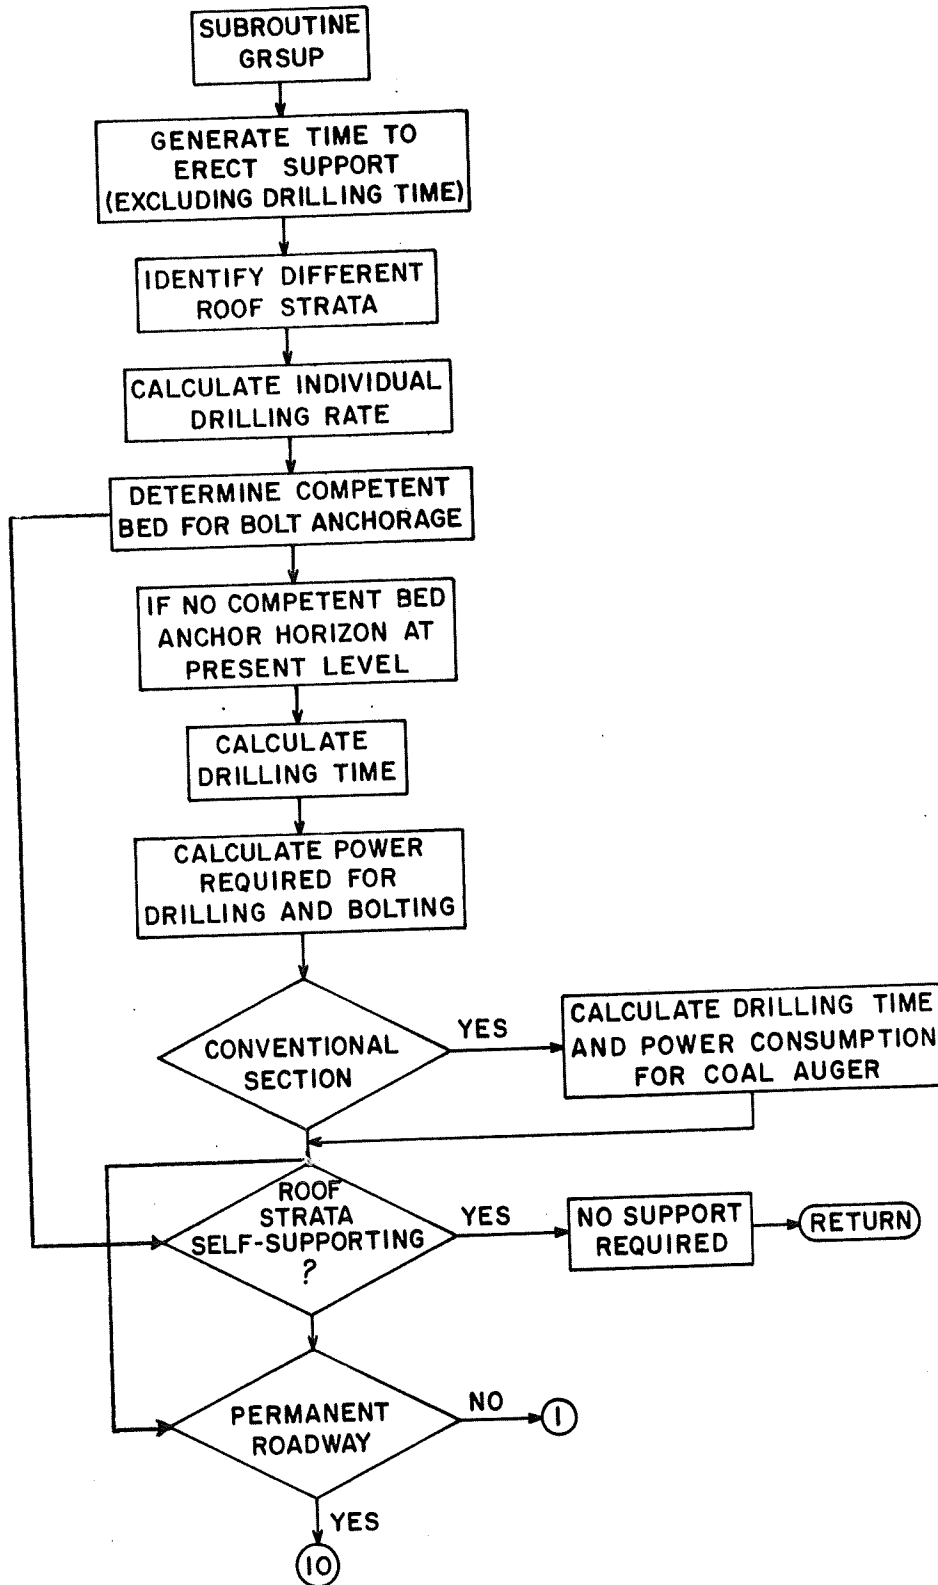 SUBROUTINE
GRSUP
GENERATE TIME TO
ERECT SUPPORT
(EXCLUDING DRILLING TIME)
IDENTIFY DIFFERENT
ROOF STRATA
CALCULATE INDIVIDUAL
DRILLING RATE
DETERMINE COMPETENT
BED FOR BOLT ANCHORAGE
IF NO COMPETENT BED
ANCHOR HORIZON AT
PRESENT LEVEL
CALCULATE
DRILLING TIME
CALCULATE POWER
REQUIRED FOR
DRILLING AND BOLTING
CONVENTIONAL
SECTION
YES
CALCULATE DRILLING TIME
AND POWER CONSUMPTION
FOR COAL AUGER
ROOF
STRATA
SELF-SUPPORTING
?
YES
NO SUPPORT
REQUIRED
RETURN
PERMANENT
ROADWAY
NO
1
YES
10